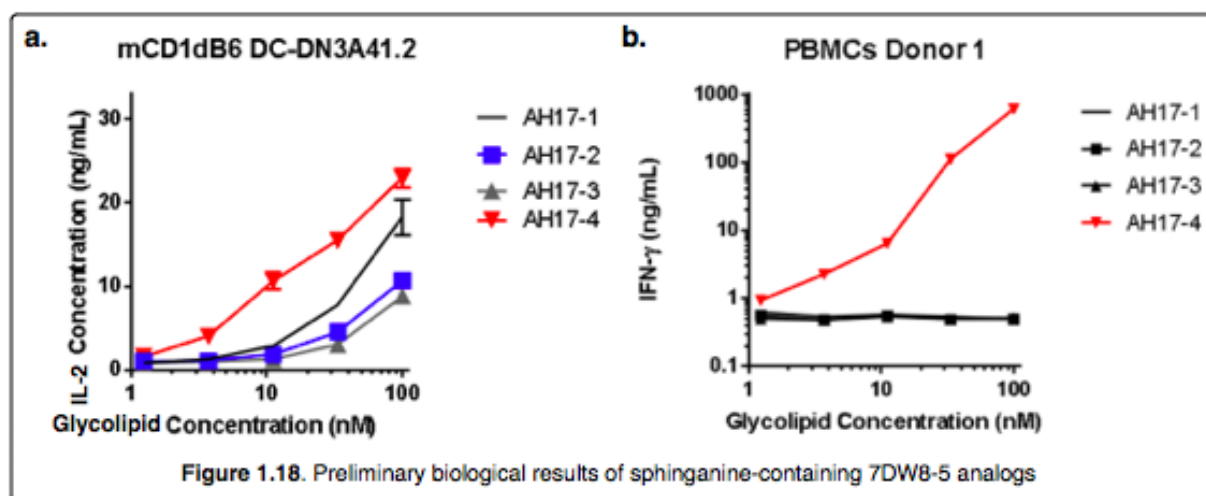 a.
mCD1dB6 DC-DN3A41.2
IL-2 Concentration (ng/mL)
30
20
10
0
1
10
100
Glycolipid Concentration (nM)
AH17-1
AH17-2
AH17-3
AH17-4
b.
PBMCs Donor 1
IFN-γ (ng/mL)
1000
100
10
1
0.1
1
10
100
Glycolipid Concentration (nM)
AH17-1
AH17-2
AH17-3
AH17-4
Figure 1.18. Preliminary biological results of sphinganine-containing 7DW8-5 analogs